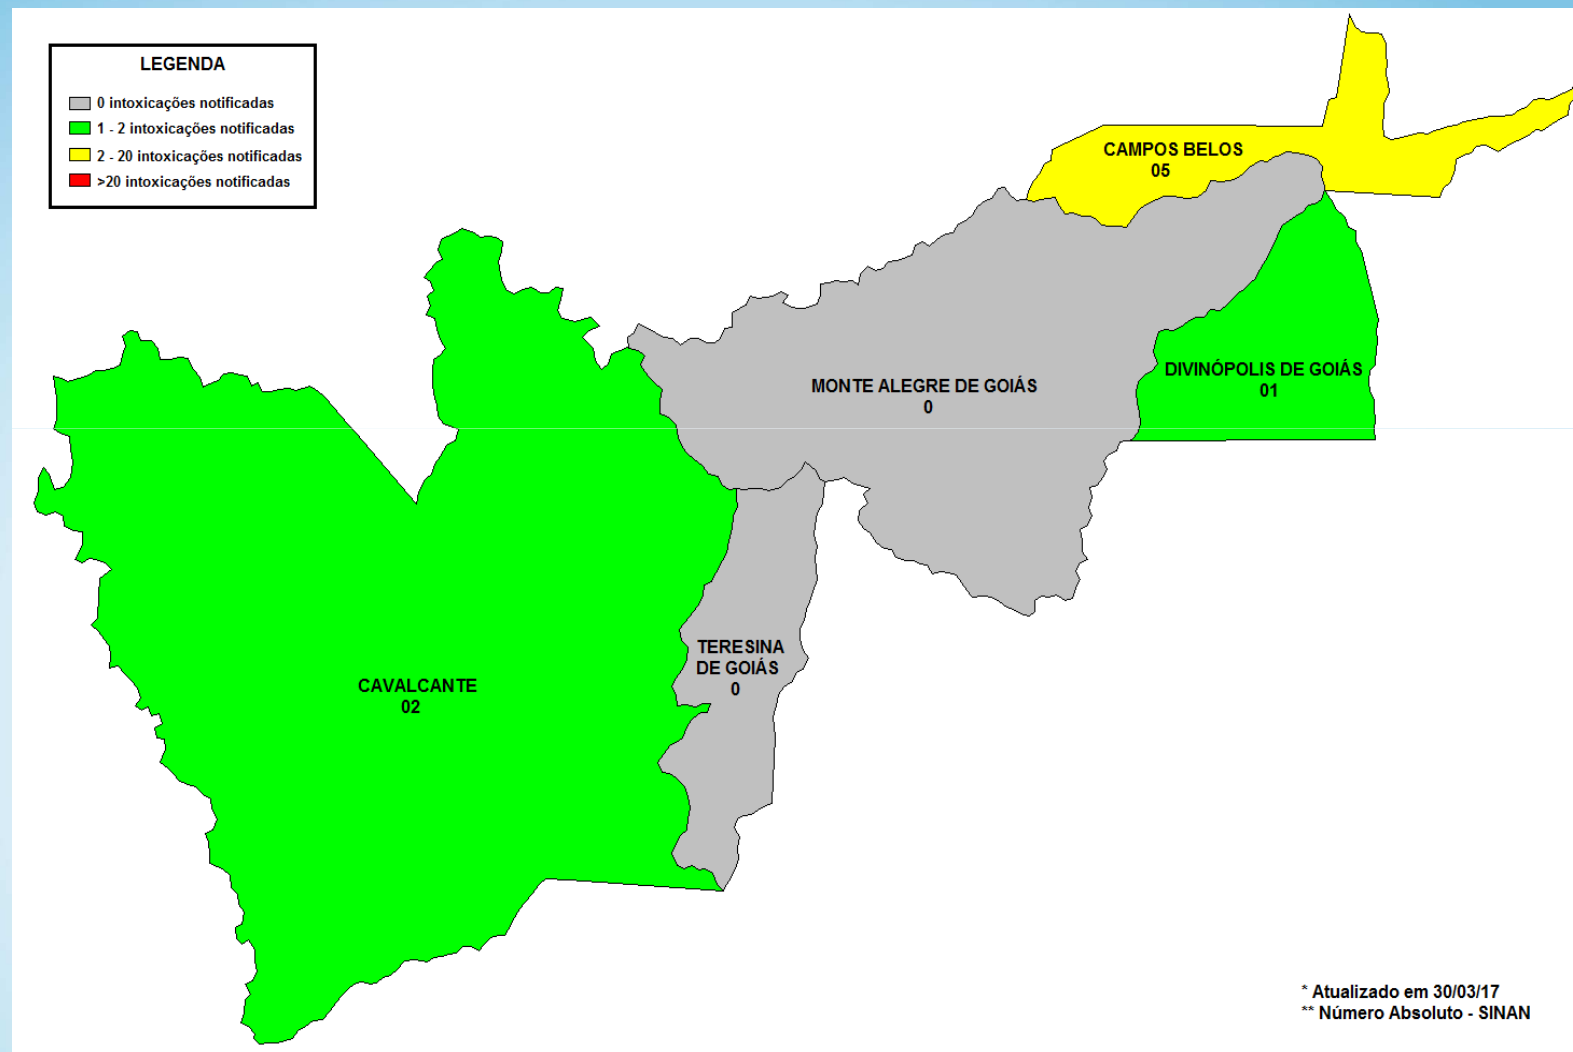 LEGENDA
0 intoxicações notificadas
1 - 2 intoxicações notificadas
2 - 20 intoxicações notificadas
>20 intoxicações notificadas
CAMPOS BELOS
05
DIVINÓPOLIS DE GOIÁS
01
MONTE ALEGRE DE GOIÁS
0
TERESINA
DE GOIÁS
0
CAVALCANTE
02
* Atualizado em 30/03/17
** Número Absoluto - SINAN